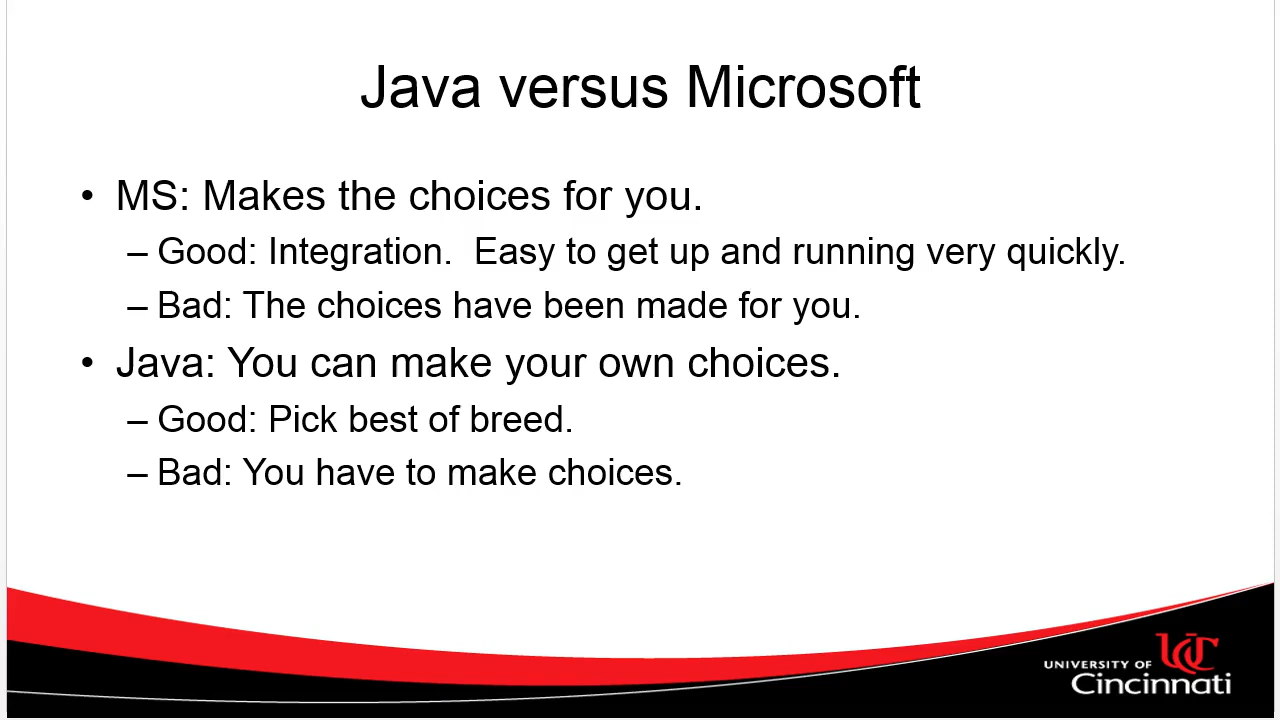 Java versus Microsoft
• MS: Makes the choices for you.
– Good: Integration.  Easy to get up and running very quickly.
– Bad: The choices have been made for you.
• Java: You can make your own choices.
– Good: Pick best of breed.
– Bad: You have to make choices.
UC
UNIVERSITY OF
Cincinnati